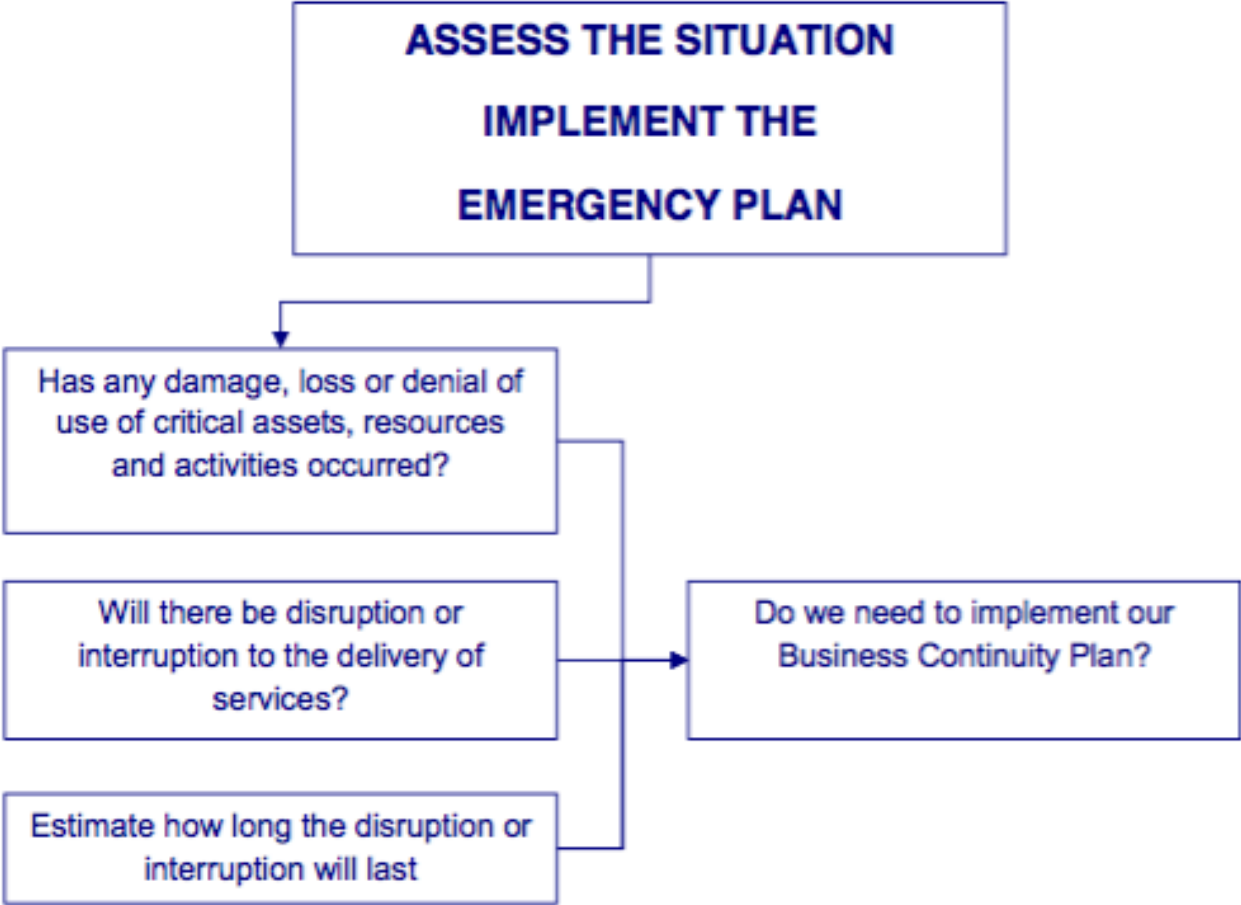 ASSESS THE SITUATION
IMPLEMENT THE
EMERGENCY PLAN
Has any damage, loss or denial of
use of critical assets, resources
and activities occurred?
Will there be disruption or
interruption to the delivery of
services?
Do we need to implement our
Business Continuity Plan?
Estimate how long the disruption or
interruption will last